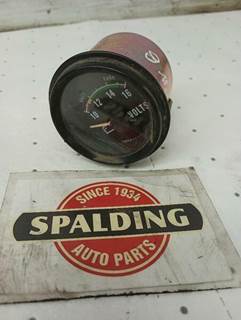 10 12 14 16
VOLTS
SINCE 1934
SPALDING
AUTO PARTS